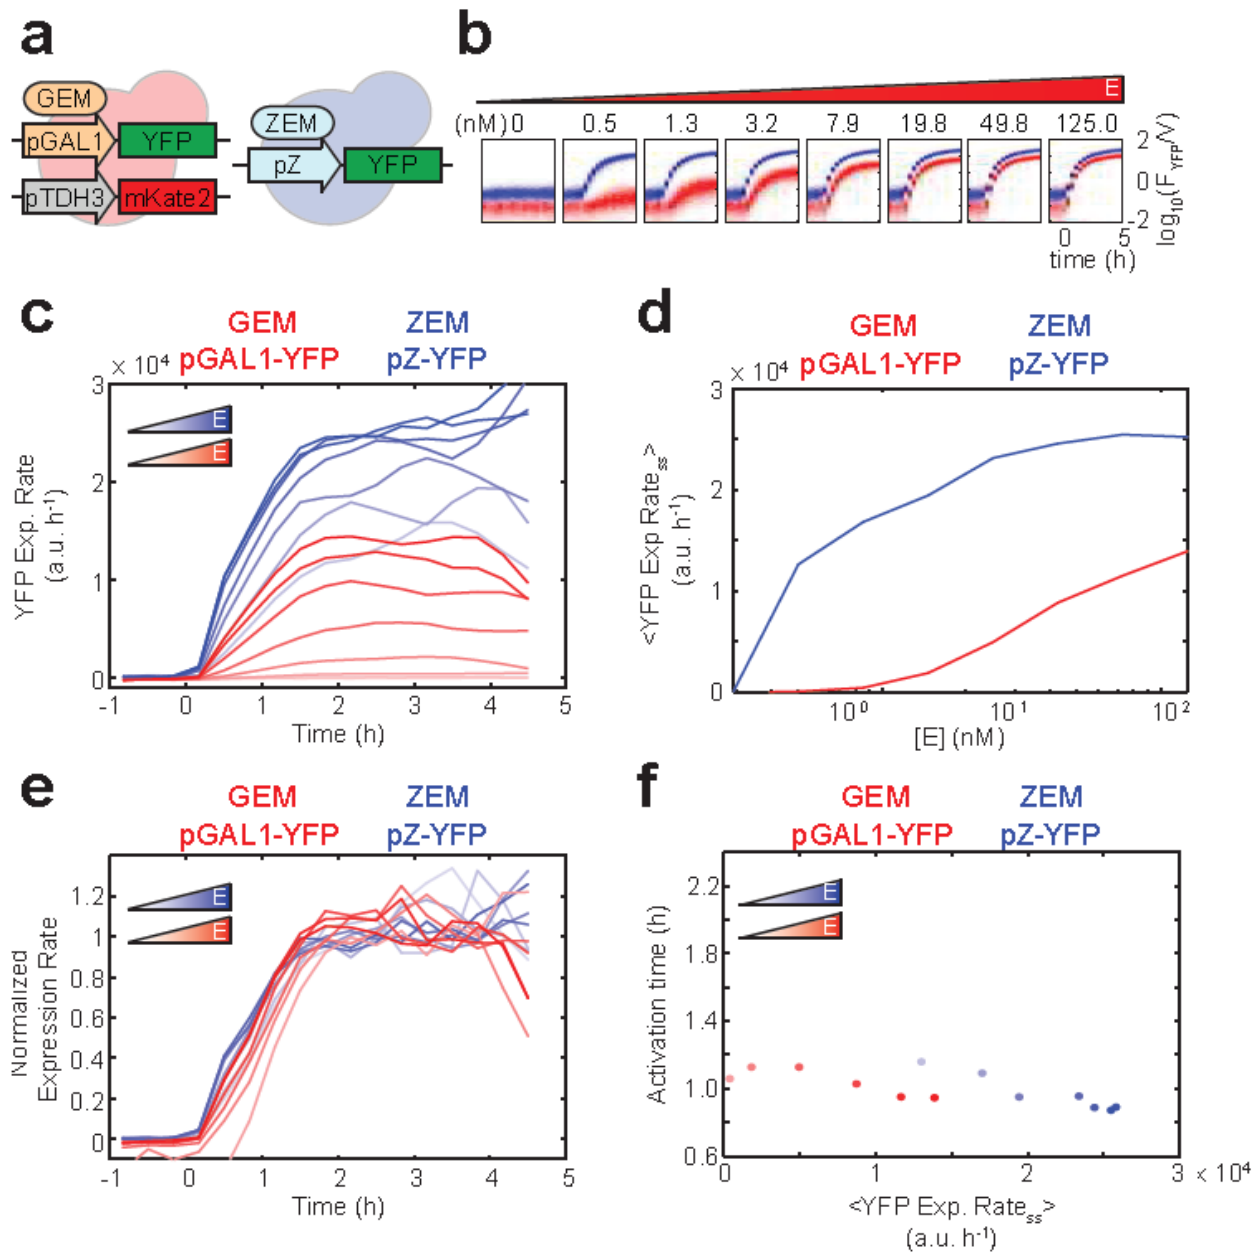 a
GEM
pGAL1 YFP
pTDH3 mKate2
ZEM
pZ YFP
b
E
(nM) 0 0.5 1.3 3.2 7.9 19.8 49.8 125.0
2
0
-2
log10(FYFP/V)
0 5
time (h)
c
GEM ZEM
pGAL1-YFP pZ-YFP
× 10⁴
3
2
1
0
E
E
YFP Exp. Rate
(a.u. h⁻¹)
-1 0 1 2 3 4 5
Time (h)
d
GEM ZEM
pGAL1-YFP pZ-YFP
3 × 10⁴
2
1
0
<YFP Exp Ratess>
(a.u. h⁻¹)
10⁰ 10¹ 10²
[E] (nM)
e
GEM ZEM
pGAL1-YFP pZ-YFP
E
E
1.2
1
0.8
0.6
0.4
0.2
0
Normalized
Expression Rate
-1 0 1 2 3 4 5
Time (h)
f
GEM ZEM
pGAL1-YFP pZ-YFP
E
E
2.2
1.8
1.4
1.0
0.6
Activation time (h)
0 1 2 3 × 10⁴
<YFP Exp. Ratess>
(a.u. h⁻¹)